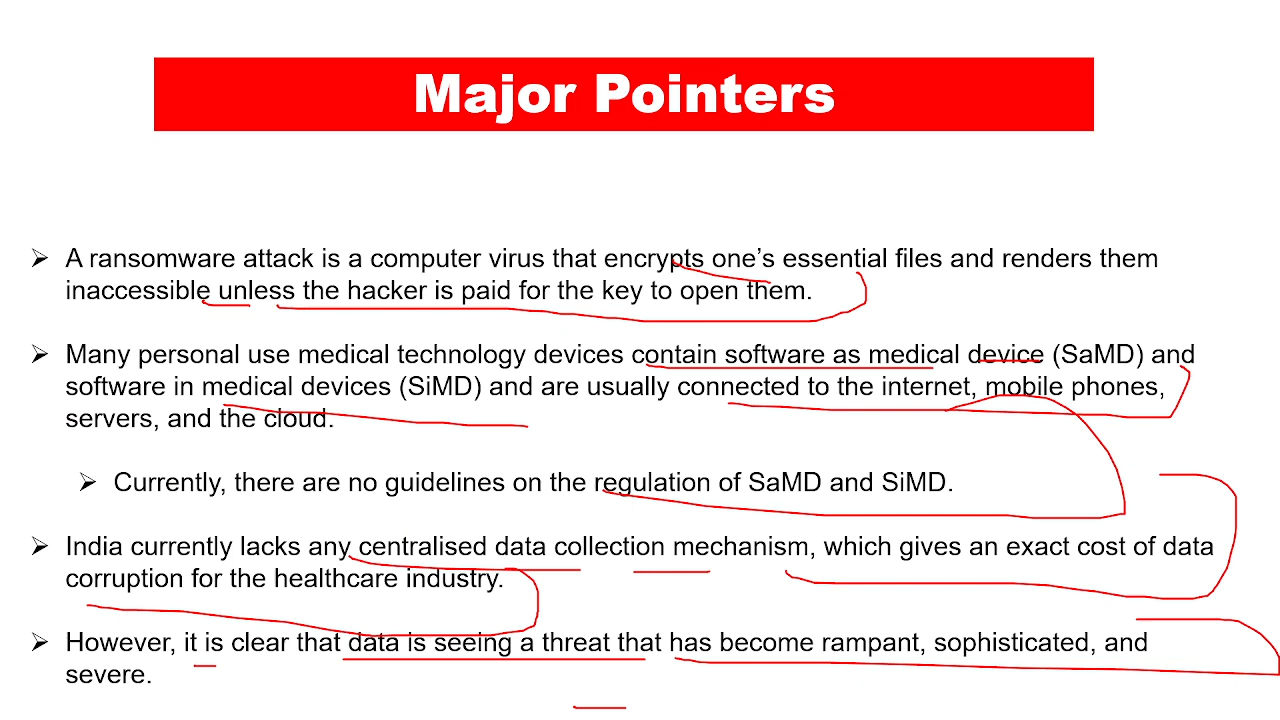 Major Pointers
➢ A ransomware attack is a computer virus that encrypts one’s essential files and renders them
inaccessible unless the hacker is paid for the key to open them.
➢ Many personal use medical technology devices contain software as medical device (SaMD) and
software in medical devices (SiMD) and are usually connected to the internet, mobile phones,
servers, and the cloud.
➢ Currently, there are no guidelines on the regulation of SaMD and SiMD.
➢ India currently lacks any centralised data collection mechanism, which gives an exact cost of data
corruption for the healthcare industry.
➢ However, it is clear that data is seeing a threat that has become rampant, sophisticated, and
severe.